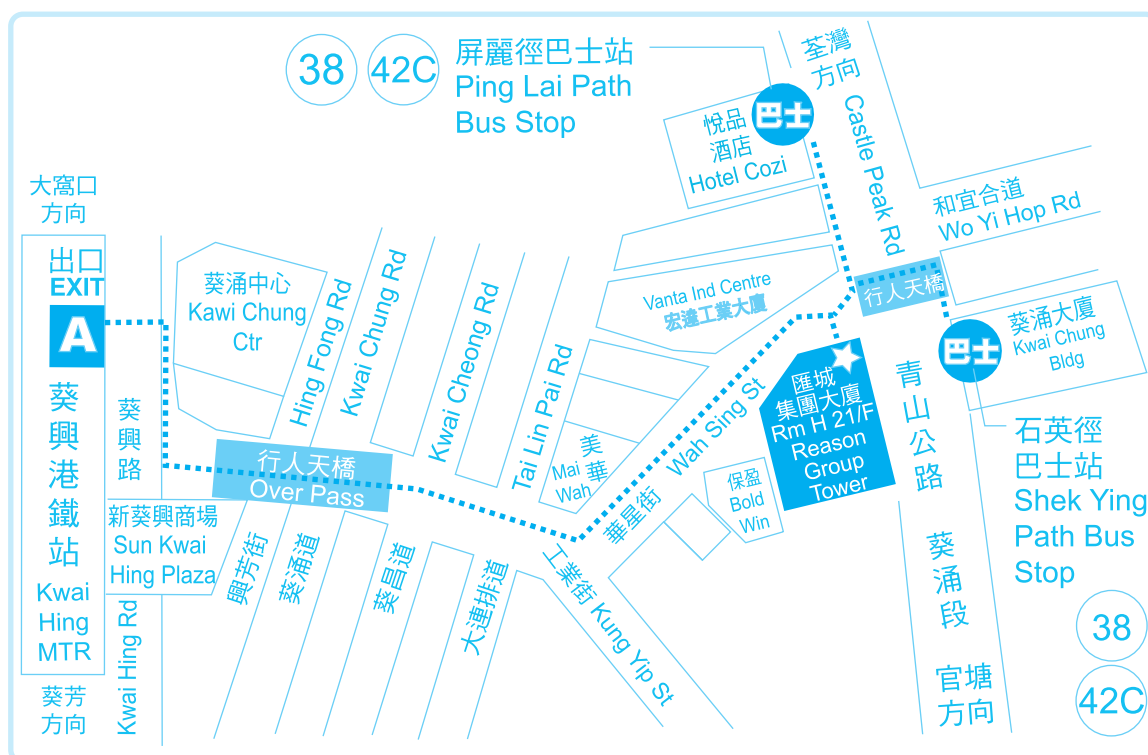 38
42C
屏麗徑巴士站
Ping Lai Path
Bus Stop
悅品
酒店
Hotel Cozi
巴士
荃灣
方向
Castle Peak Rd
和宜合道
Wo Yi Hop Rd
大窩口
方向
出口
EXIT
A
葵興港鐵站
Kwai
Hing
MTR
葵芳
方向
葵興路
Kwai Hing Rd
葵涌中心
Kawi Chung
Ctr
Hing Fong Rd
Kwai Chung Rd
Kwai Cheong Rd
Tai Lin Pai Rd
行人天橋
Over Pass
新葵興商場
Sun Kwai
Hing Plaza
興芳街
葵涌道
葵昌道
大連排道
工業街 Kung Yip St
美華
Mai
Wah
Vanta Ind Centre
宏達工業大廈
華星街 Wah Sing St
保盈
Bold
Win
匯城
集團大廈
Rm H 21/F
Reason
Group
Tower
行人天橋
巴士
葵涌大廈
Kwai Chung
Bldg
青山公路
葵涌段
官塘
方向
石英徑
巴士站
Shek Ying
Path Bus
Stop
38
42C